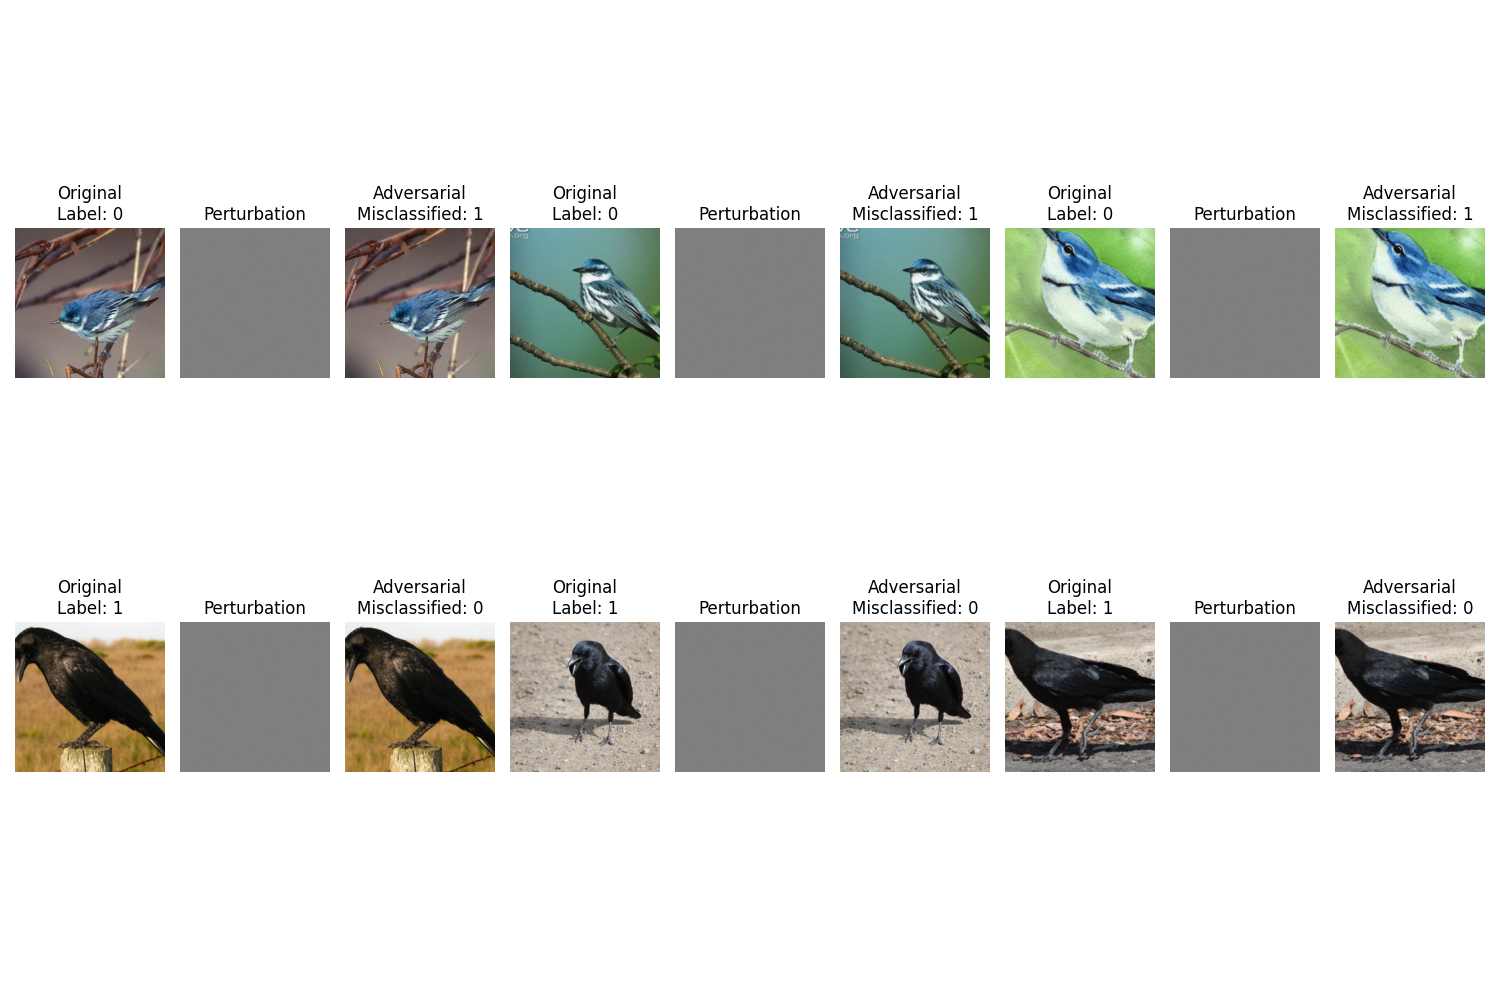 Original
Label: 0
Perturbation
Adversarial
Misclassified: 1
Original
Label: 0
Perturbation
Adversarial
Misclassified: 1
Original
Label: 0
Perturbation
Adversarial
Misclassified: 1
Original
Label: 1
Perturbation
Adversarial
Misclassified: 0
Original
Label: 1
Perturbation
Adversarial
Misclassified: 0
Original
Label: 1
Perturbation
Adversarial
Misclassified: 0